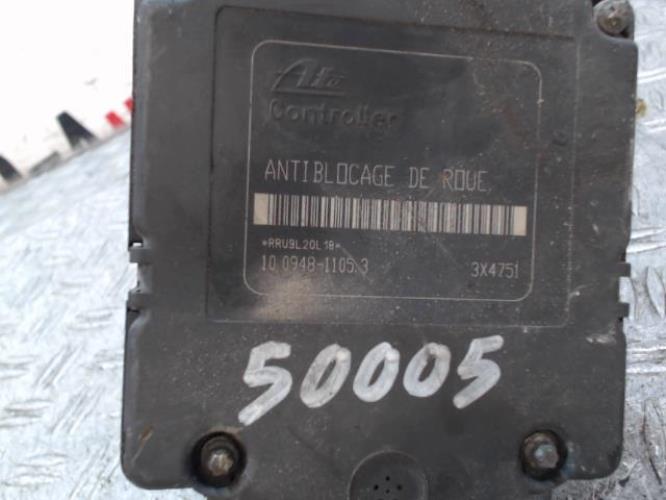 Ate
Controller
ANTIBLOCAGE DE ROUE
*RRU9L20L18*
10.0948-1105.3 3X4751
50005